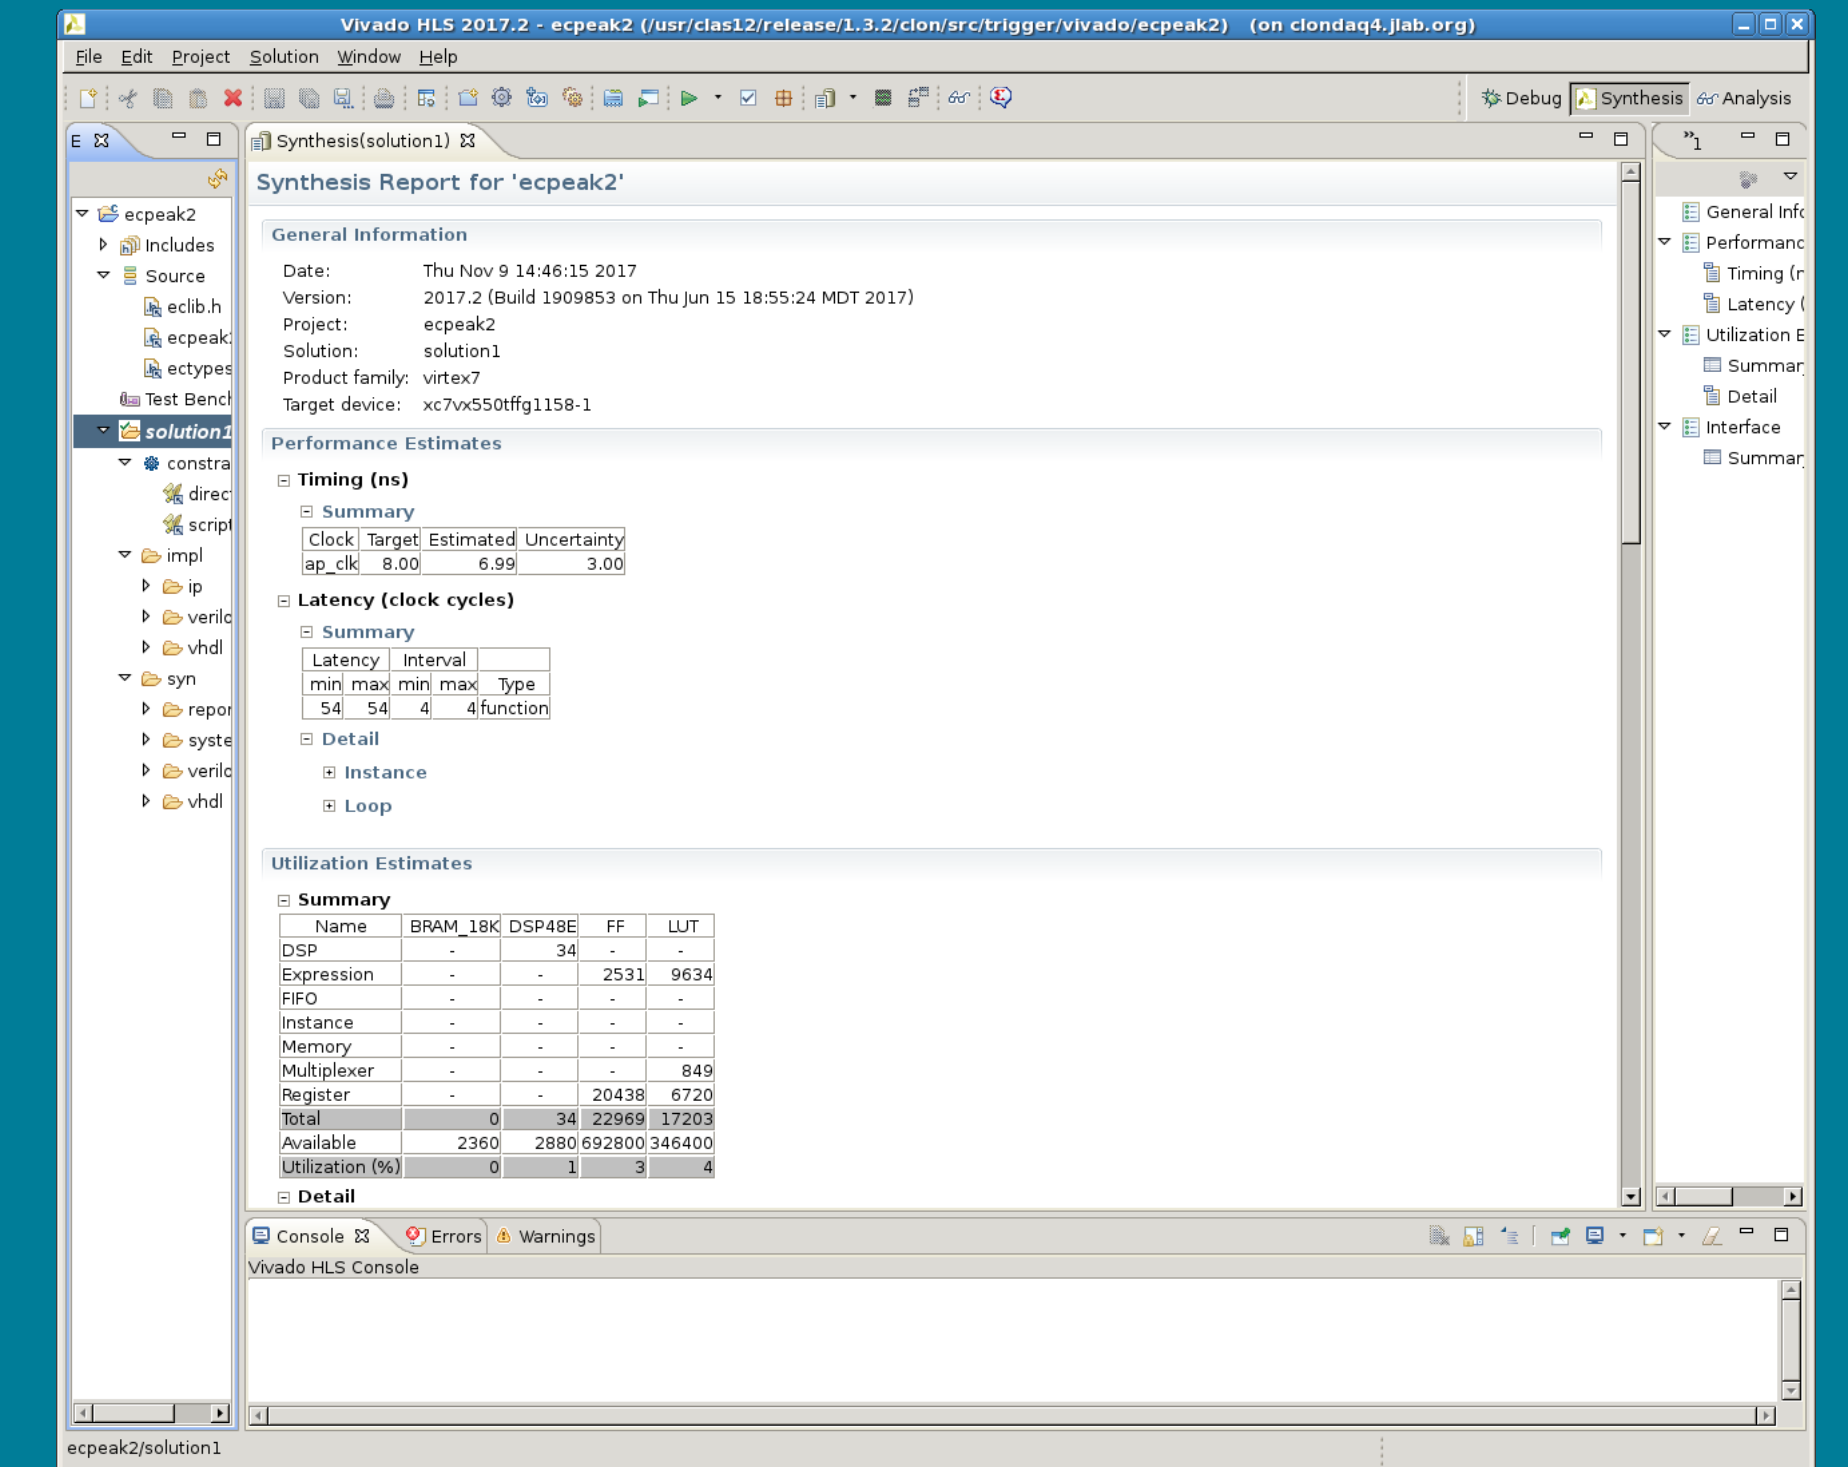 Vivado HLS 2017.2 - ecpeak2 (/usr/clas12/release/1.3.2/clon/src/trigger/vivado/ecpeak2) (on clondaq4.jlab.org)
File Edit Project Solution Window Help
Debug Synthesis Analysis
E
ecpeak2
Includes
Source
eclib.h
ecpeak
ectypes
Test Bench
solution1
constra
direc
script
impl
ip
verilo
vhdl
syn
repor
syste
verilo
vhdl
Synthesis(solution1)
Synthesis Report for 'ecpeak2'
General Information
Date: Thu Nov 9 14:46:15 2017
Version: 2017.2 (Build 1909853 on Thu Jun 15 18:55:24 MDT 2017)
Project: ecpeak2
Solution: solution1
Product family: virtex7
Target device: xc7vx550tffg1158-1
Performance Estimates
Timing (ns)
Summary
Clock Target Estimated Uncertainty
ap_clk 8.00 6.99 3.00
Latency (clock cycles)
Summary
Latency Interval
min max min max Type
54 54 4 4 function
Detail
Instance
Loop
Utilization Estimates
Summary
Name BRAM_18K DSP48E FF LUT
DSP - 34 - -
Expression - - 2531 9634
FIFO - - - -
Instance - - - -
Memory - - - -
Multiplexer - - - 849
Register - - 20438 6720
Total 0 34 22969 17203
Available 2360 2880 692800 346400
Utilization (%) 0 1 3 4
Detail
»1
General Info
Performanc
Timing (n
Latency (
Utilization E
Summar
Detail
Interface
Summar
Console Errors Warnings
Vivado HLS Console
ecpeak2/solution1